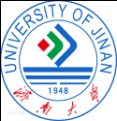 UNIVERSITY OF JINAN
1948
济南大学